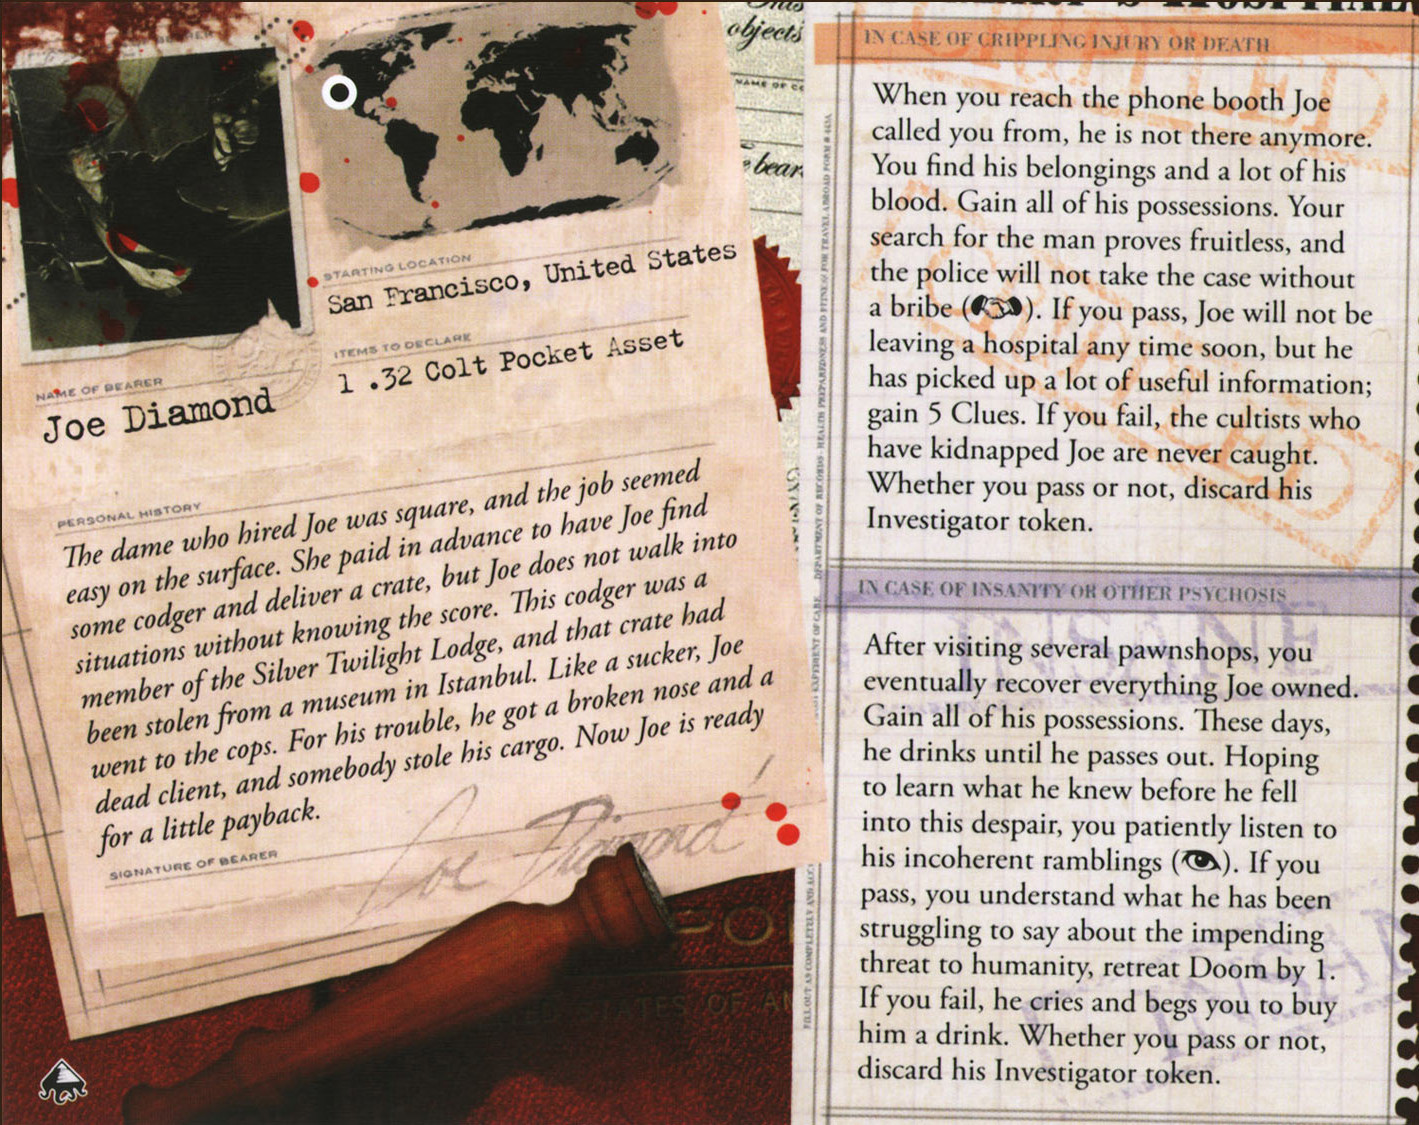 STARTING LOCATION
San Francisco, United States
ITEMS TO DECLARE
1 .32 Colt Pocket Asset
NAME OF BEARER
Joe Diamond
PERSONAL HISTORY
The dame who hired Joe was square, and the job seemed
easy on the surface. She paid in advance to have Joe find
some codger and deliver a crate, but Joe does not walk into
situations without knowing the score. This codger was a
member of the Silver Twilight Lodge, and that crate had
been stolen from a museum in Istanbul. Like a sucker, Joe
went to the cops. For his trouble, he got a broken nose and a
dead client, and somebody stole his cargo. Now Joe is ready
for a little payback.
SIGNATURE OF BEARER
Joe Diamond
objects
NAME OF
bear
STATES OF
HOSPITAL
IN CASE OF CRIPPLING INJURY OR DEATH
When you reach the phone booth Joe
called you from, he is not there anymore.
You find his belongings and a lot of his
blood. Gain all of his possessions. Your
search for the man proves fruitless, and
the police will not take the case without
a bribe ( ). If you pass, Joe will not be
leaving a hospital any time soon, but he
has picked up a lot of useful information;
gain 5 Clues. If you fail, the cultists who
have kidnapped Joe are never caught.
Whether you pass or not, discard his
Investigator token.
IN CASE OF INSANITY OR OTHER PSYCHOSIS
After visiting several pawnshops, you
eventually recover everything Joe owned.
Gain all of his possessions. These days,
he drinks until he passes out. Hoping
to learn what he knew before he fell
into this despair, you patiently listen to
his incoherent ramblings ( ). If you
pass, you understand what he has been
struggling to say about the impending
threat to humanity, retreat Doom by 1.
If you fail, he cries and begs you to buy
him a drink. Whether you pass or not,
discard his Investigator token.